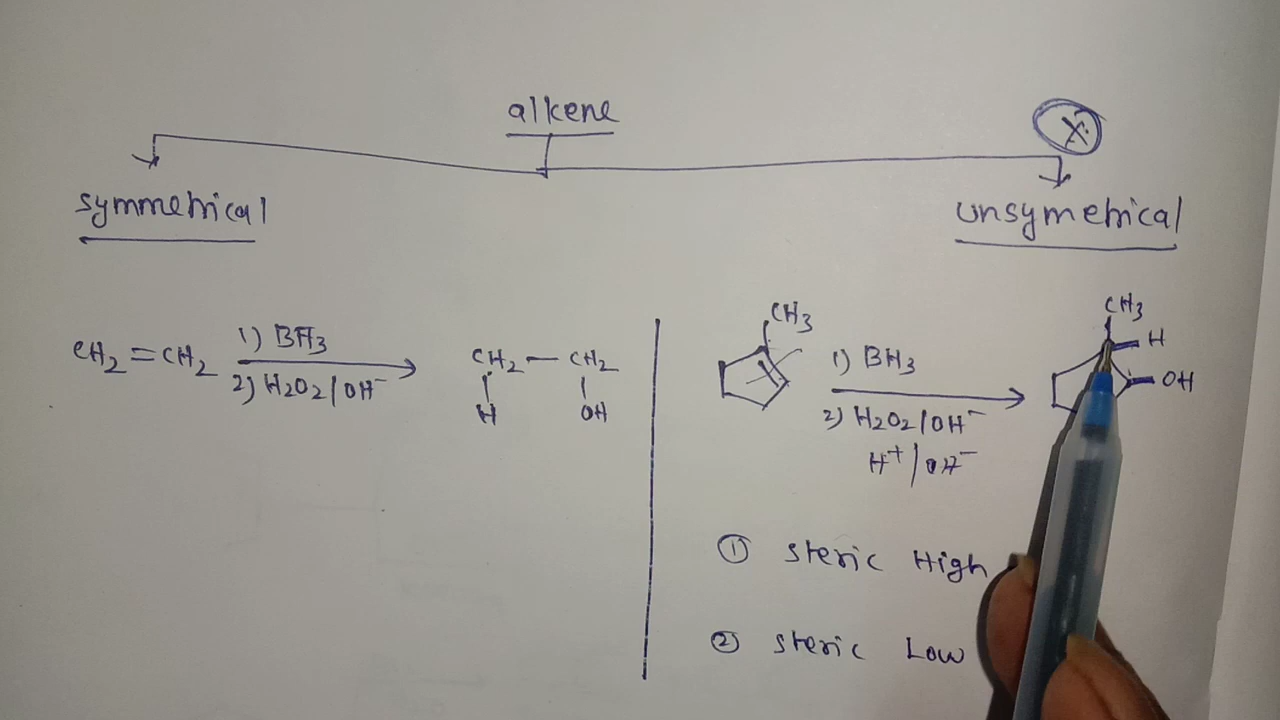 alkene
X
symmetrical
unsymetrical
CH2 = CH2
1) BH3
2) H2O2 / OH-
CH2 — CH2
H OH
CH3
1) BH3
2) H2O2 / OH-
H+ / OH-
CH3
H
OH
① Steric High
② Steric Low